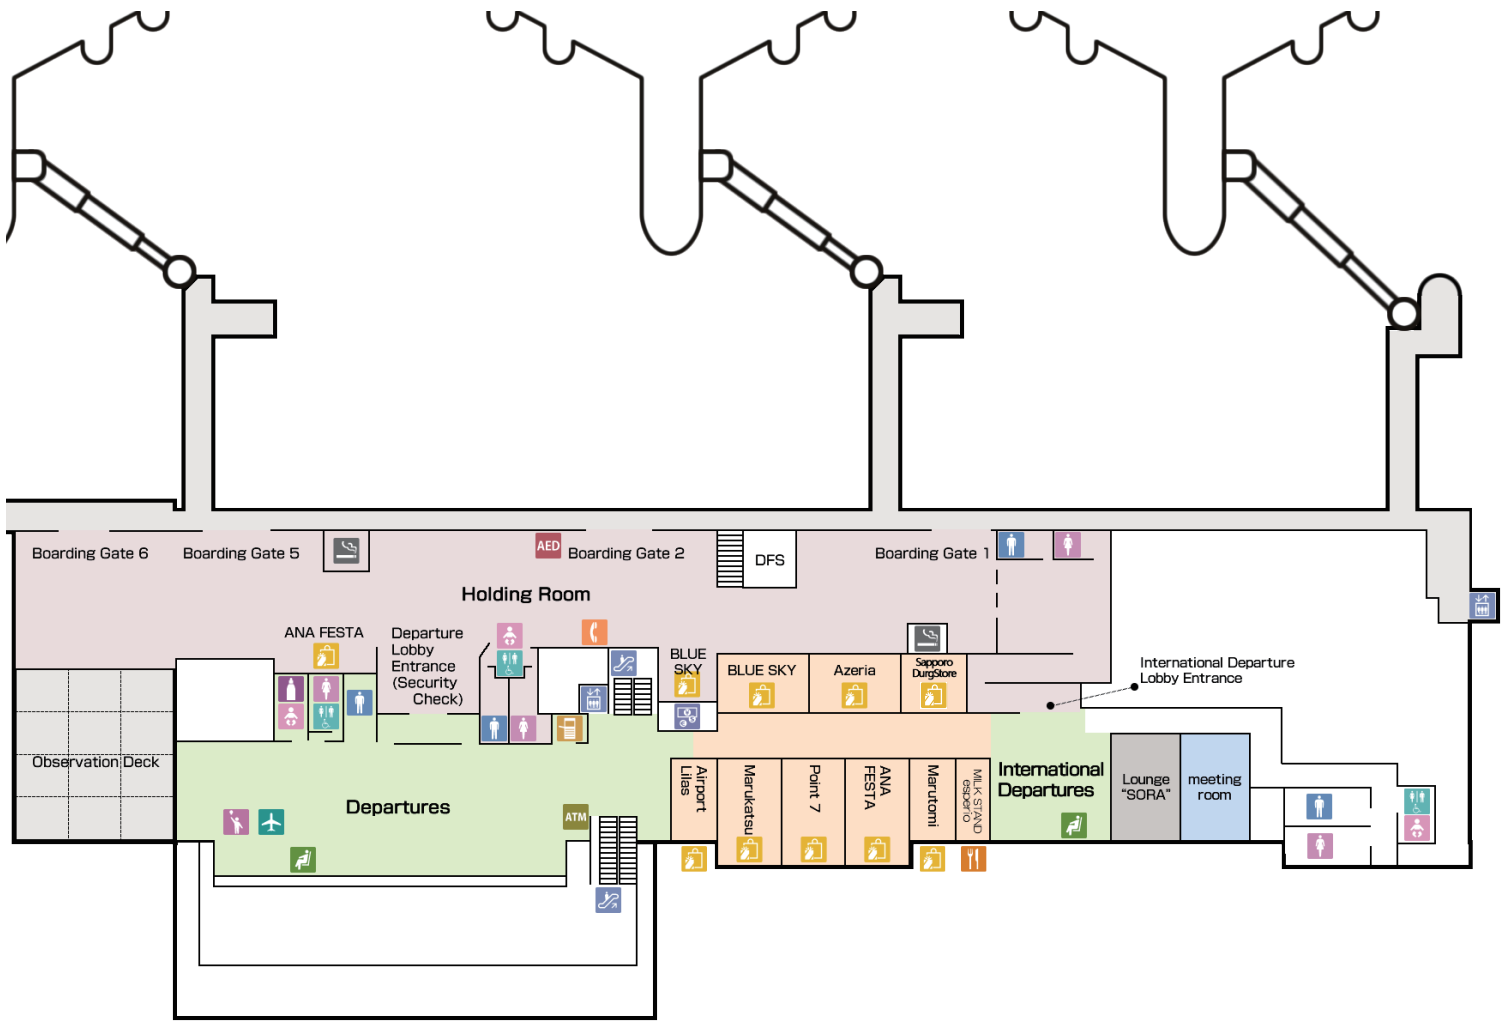 Boarding Gate 6
Boarding Gate 5
AED
Boarding Gate 2
DFS
Boarding Gate 1
Holding Room
ANA FESTA
Departure
Lobby
Entrance
(Security
Check)
BLUE
SKY
BLUE SKY
Azeria
Sapporo
DurgStore
International Departure
Lobby Entrance
Observation Deck
Departures
ATM
Airport
Lilas
Marukatsu
Point 7
ANA
FESTA
Marutomi
MILK STAND
esperio
International
Departures
Lounge
"SORA"
meeting
room